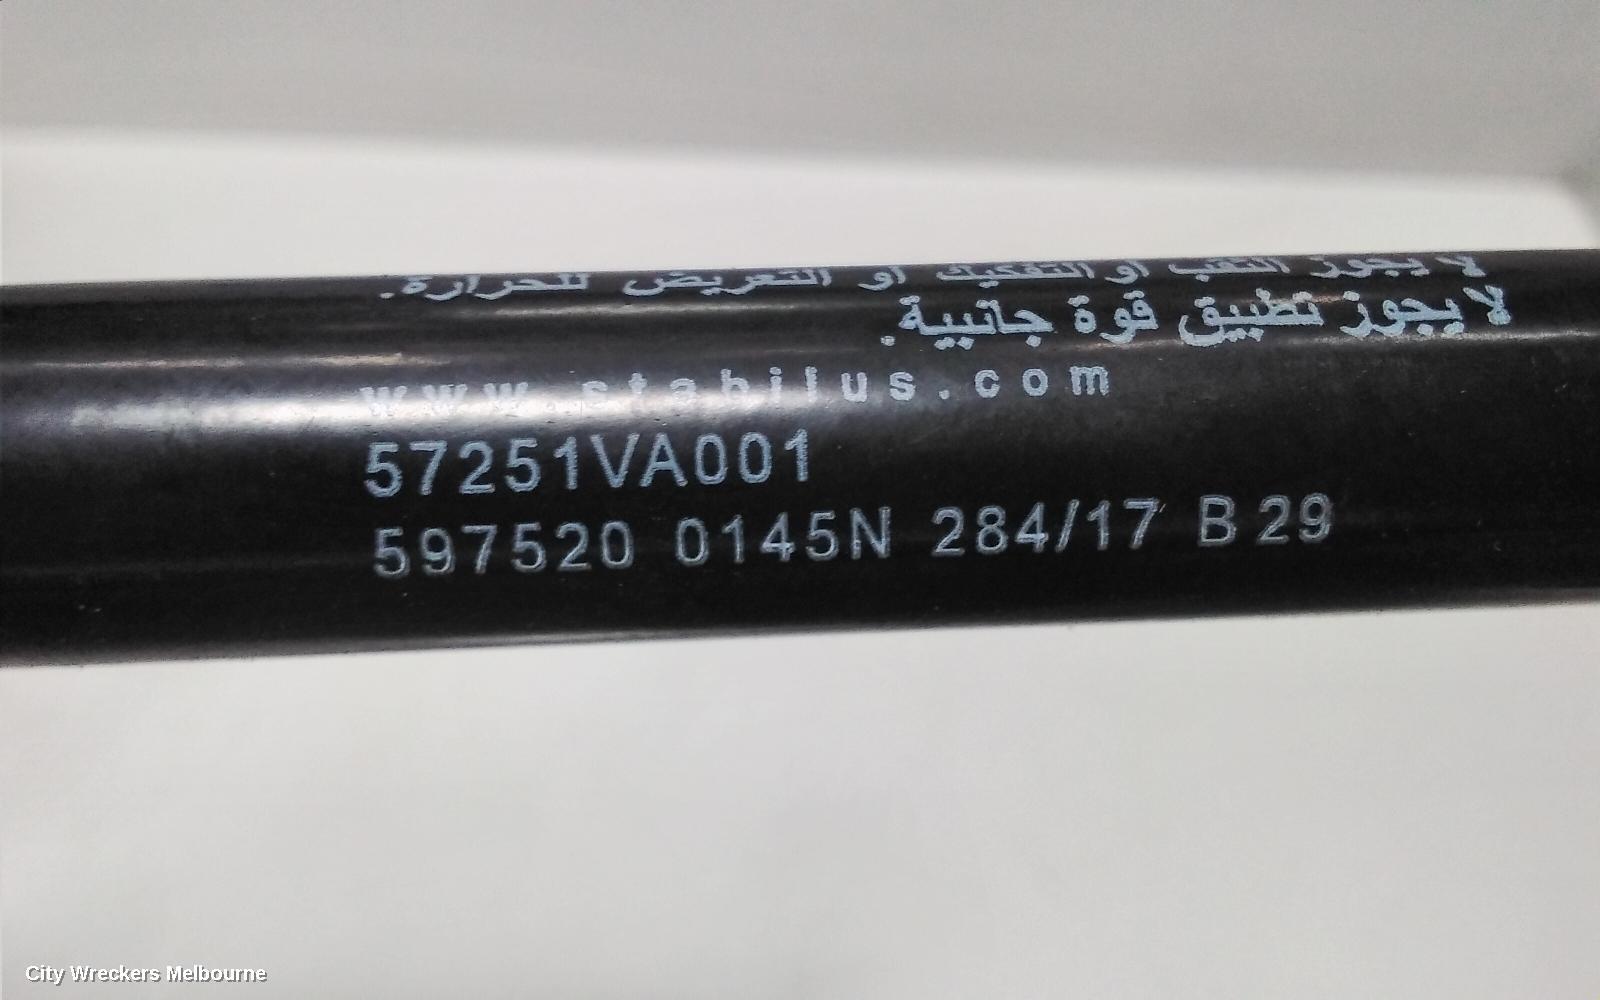 لا يجوز الثقب او التفكيك او التعريض للحرارة.
لا يجوز تطبيق قوة جانبية.
www.stabilus.com
57251VA001
597520 0145N 284/17 B 29
City Wreckers Melbourne